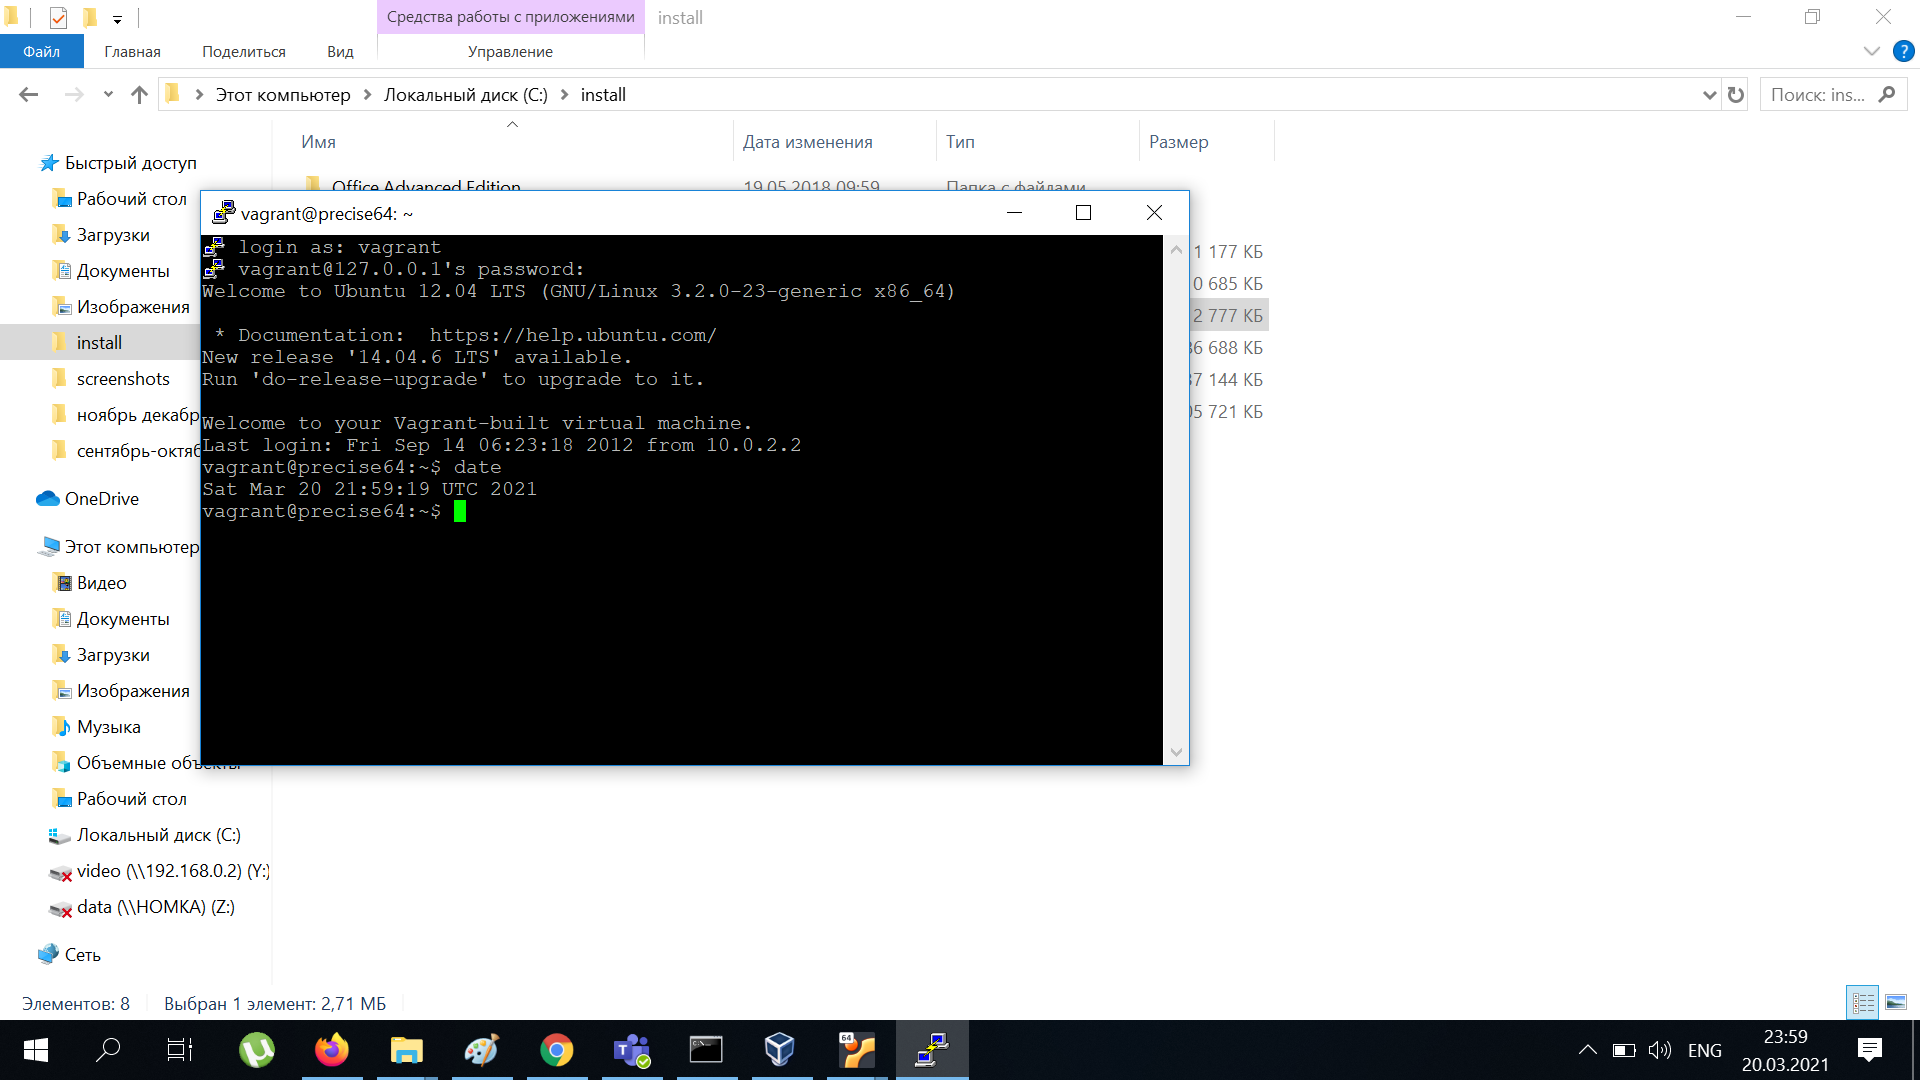 Средства работы с приложениями
install
Файл
Главная
Поделиться
Вид
Управление
Этот компьютер
Локальный диск (C:)
install
Поиск: ins...
Имя
Дата изменения
Тип
Размер
Быстрый доступ
Рабочий стол
Загрузки
Документы
Изображения
install
screenshots
ноябрь декабр
сентябрь-октяб
OneDrive
Этот компьютер
Видео
Документы
Загрузки
Изображения
Музыка
Объемные объекты
Рабочий стол
Локальный диск (C:)
video (\\192.168.0.2) (Y:)
data (\\HOMKA) (Z:)
Сеть
Office Advanced Edition
19.05.2018 09:59
Папка с файлами
1 177 КБ
0 685 КБ
2 777 КБ
36 688 КБ
37 144 КБ
05 721 КБ
vagrant@precise64: ~
login as: vagrant
vagrant@127.0.0.1's password:
Welcome to Ubuntu 12.04 LTS (GNU/Linux 3.2.0-23-generic x86_64)
* Documentation:  https://help.ubuntu.com/
New release '14.04.6 LTS' available.
Run 'do-release-upgrade' to upgrade to it.
Welcome to your Vagrant-built virtual machine.
Last login: Fri Sep 14 06:23:18 2012 from 10.0.2.2
vagrant@precise64:~$ date
Sat Mar 20 21:59:19 UTC 2021
vagrant@precise64:~$
Элементов: 8
Выбран 1 элемент: 2,71 МБ
64
ENG
23:59
20.03.2021